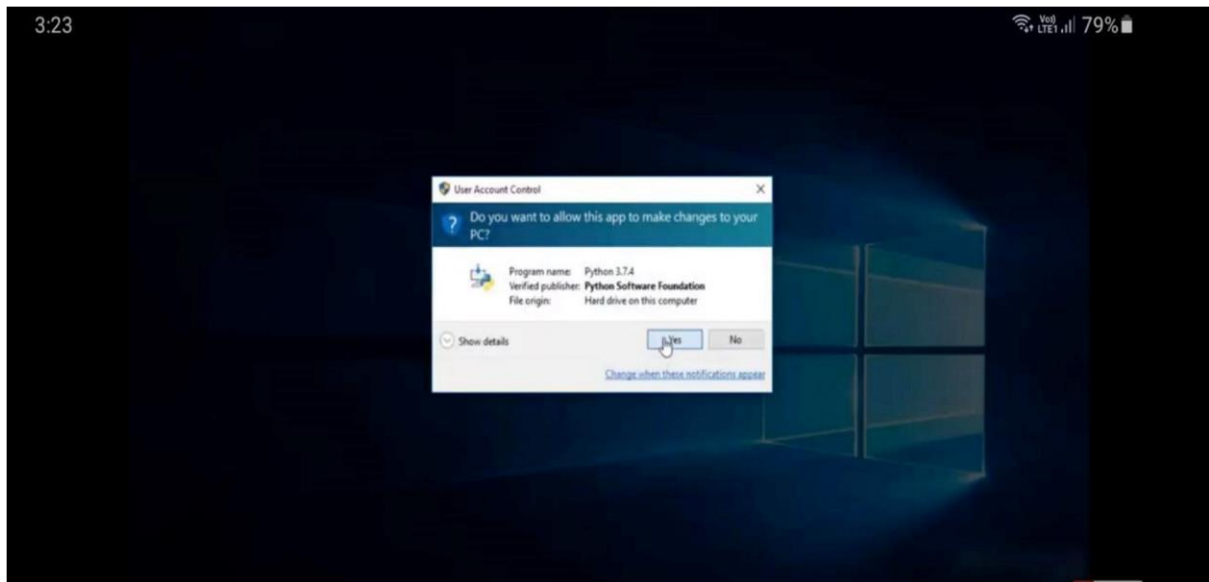 3:23
Vo)) LTE1 79%
User Account Control
Do you want to allow this app to make changes to your
PC?
Program name: Python 3.7.4
Verified publisher: Python Software Foundation
File origin: Hard drive on this computer
Show details
Yes
No
Change when these notifications appear